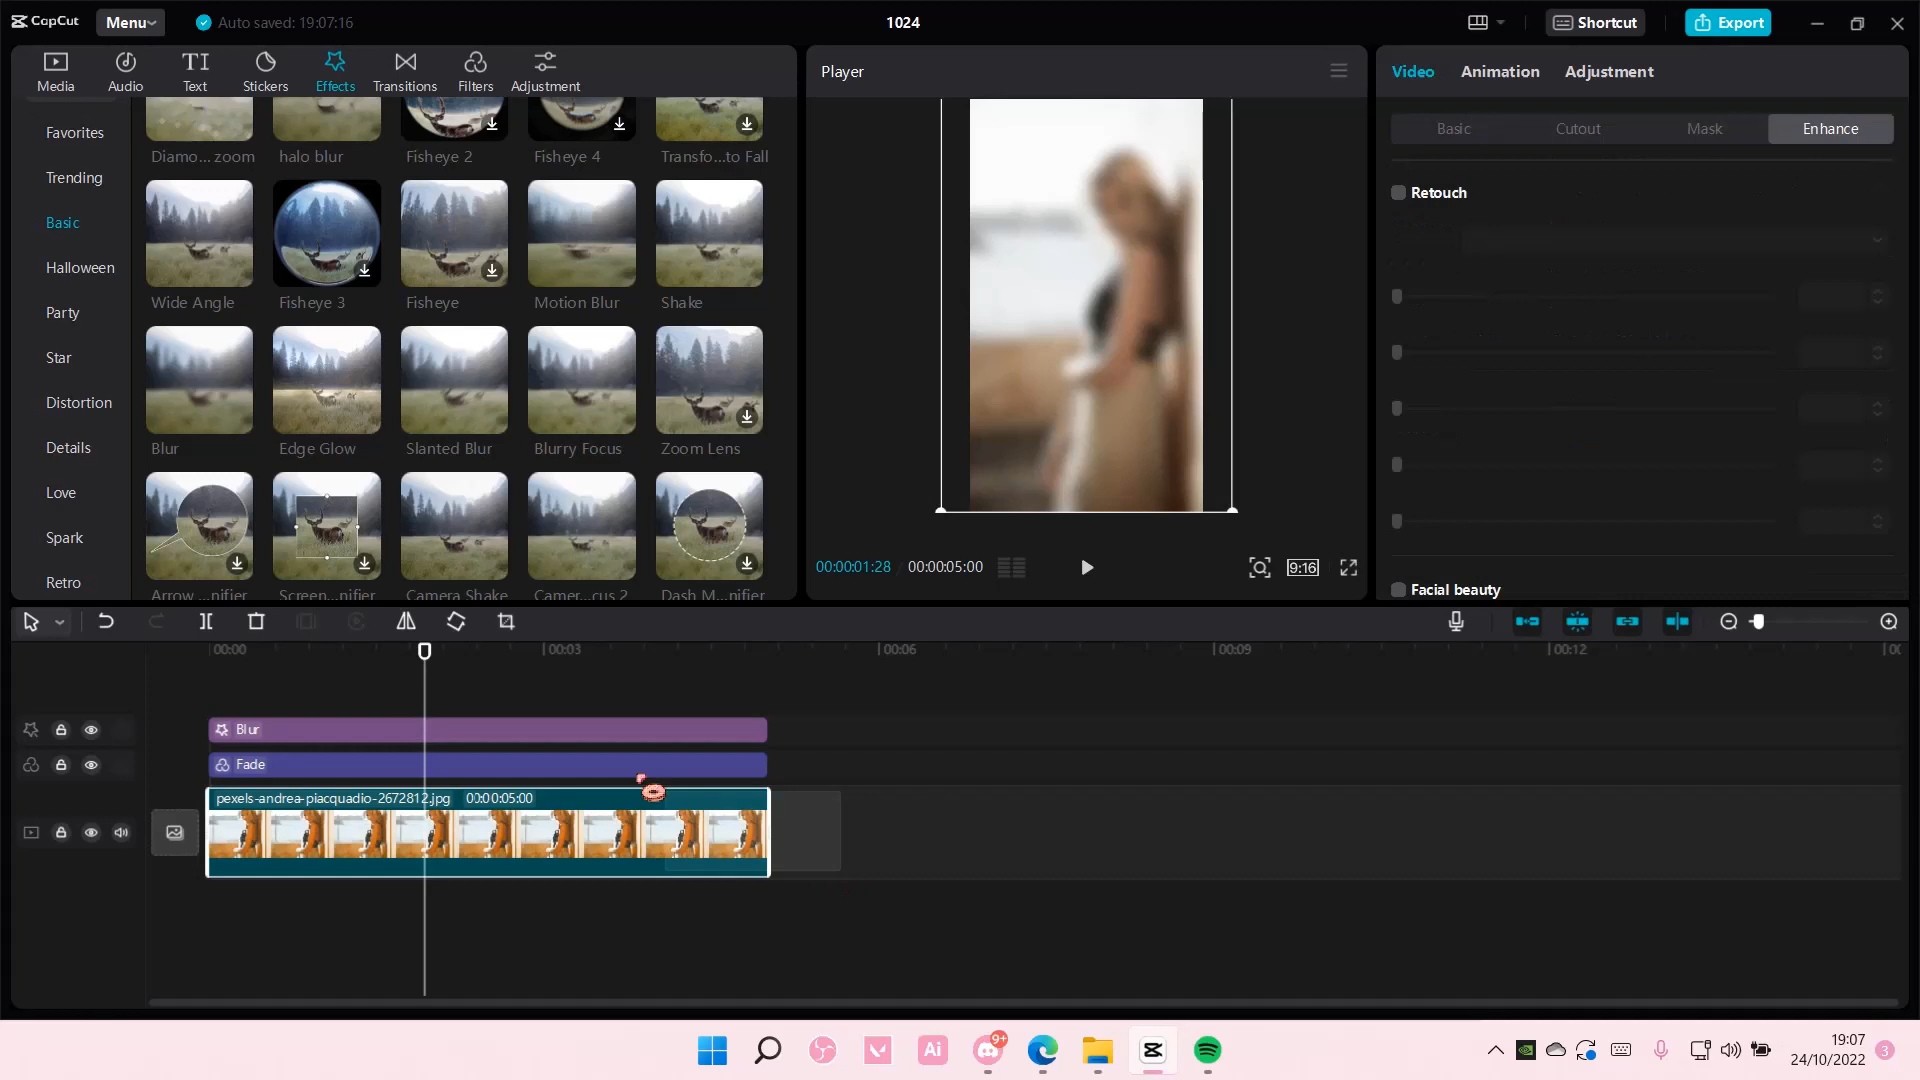 CapCut
Menu
Auto saved: 19:07:16
1024
Shortcut
Export
Media
Audio
Text
Stickers
Effects
Transitions
Filters
Adjustment
Player
Video
Animation
Adjustment
Favorites
Trending
Basic
Halloween
Party
Star
Distortion
Details
Love
Spark
Retro
Diamo... zoom
halo blur
Fisheye 2
Fisheye 4
Transfo...to Fall
Wide Angle
Fisheye 3
Fisheye
Motion Blur
Shake
Blur
Edge Glow
Slanted Blur
Blurry Focus
Zoom Lens
Arrow ...nifier
Screen...nifier
Camera Shake
Camer...cus 2
Dash M...nifier
00:00:01:28 / 00:00:05:00
9:16
Basic
Cutout
Mask
Enhance
Retouch
Facial beauty
00:00
00:03
00:06
00:09
00:12
Blur
Fade
pexels-andrea-piacquadio-2672812.jpg 00:00:05:00
Ai
9+
19:07
24/10/2022
3